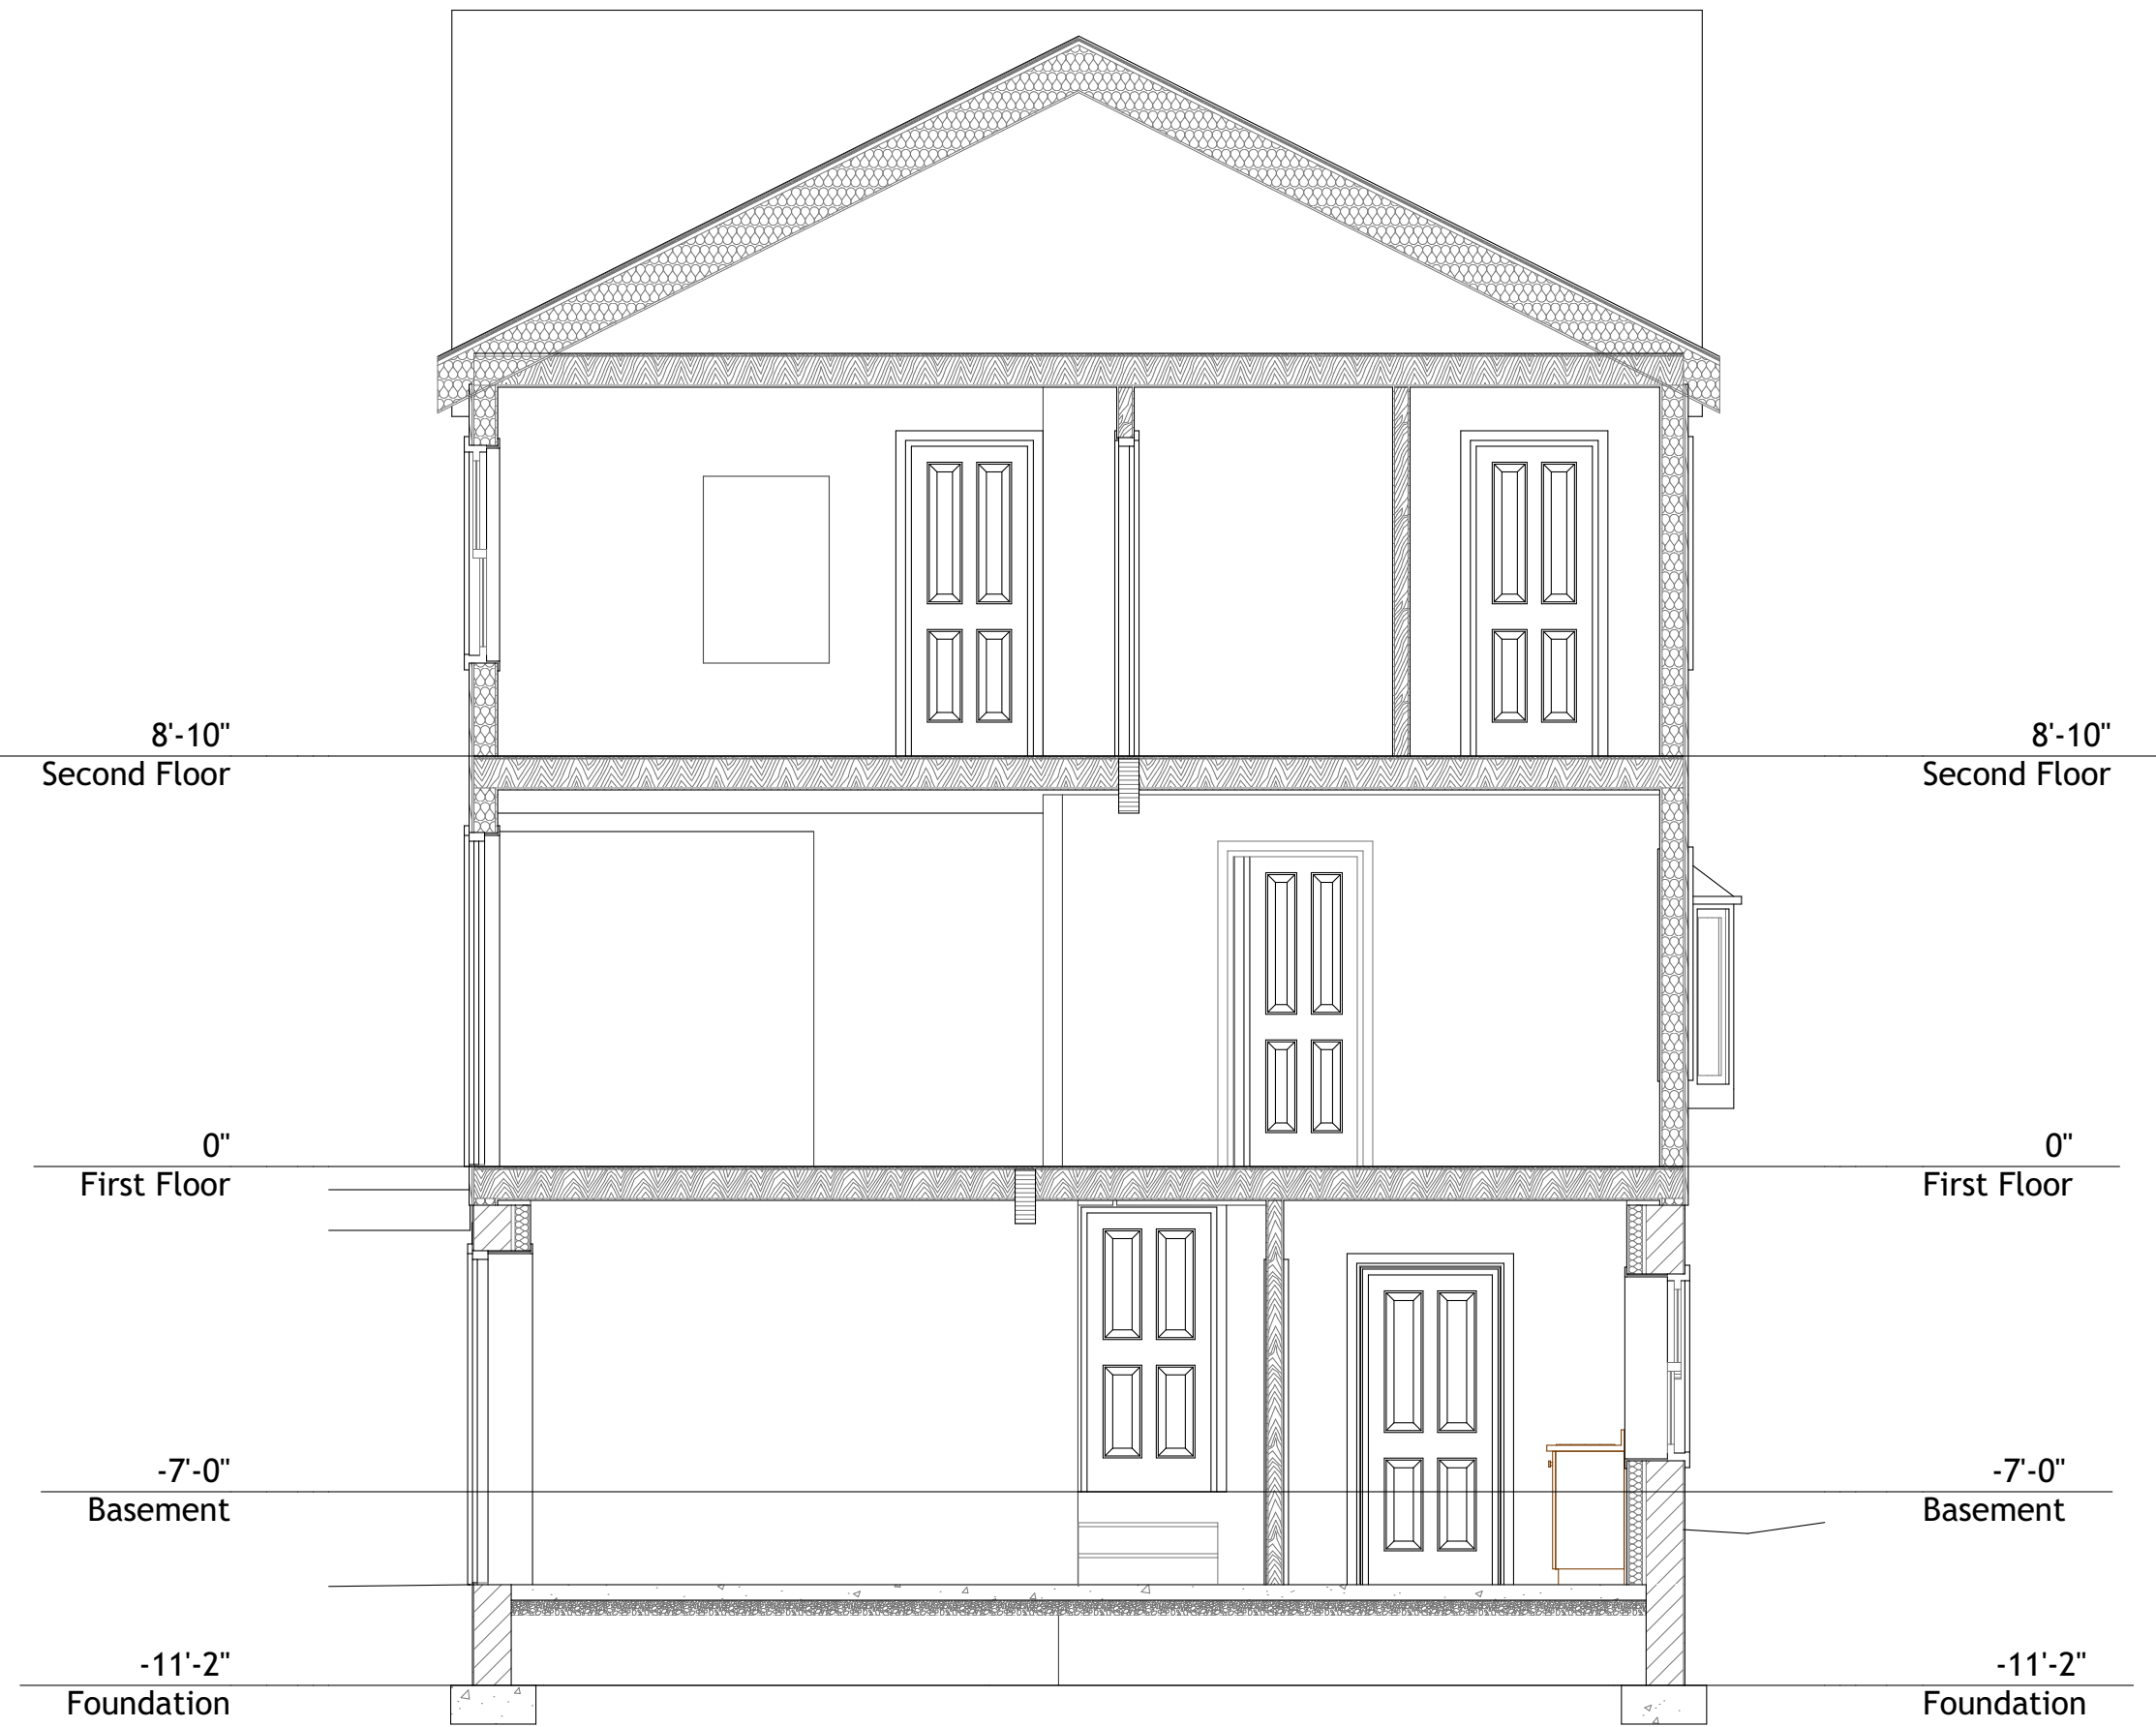 8'-10"
Second Floor
8'-10"
Second Floor
0"
First Floor
0"
First Floor
-7'-0"
Basement
-7'-0"
Basement
-11'-2"
Foundation
-11'-2"
Foundation